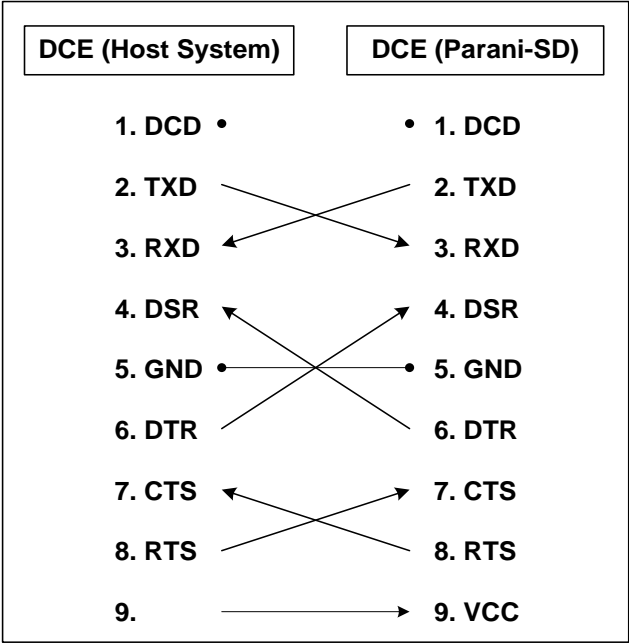 DCE (Host System) DCE (Parani-SD)
1. DCD 1. DCD
2. TXD 2. TXD
3. RXD 3. RXD
4. DSR 4. DSR
5. GND 5. GND
6. DTR 6. DTR
7. CTS 7. CTS
8. RTS 8. RTS
9. 9. VCC